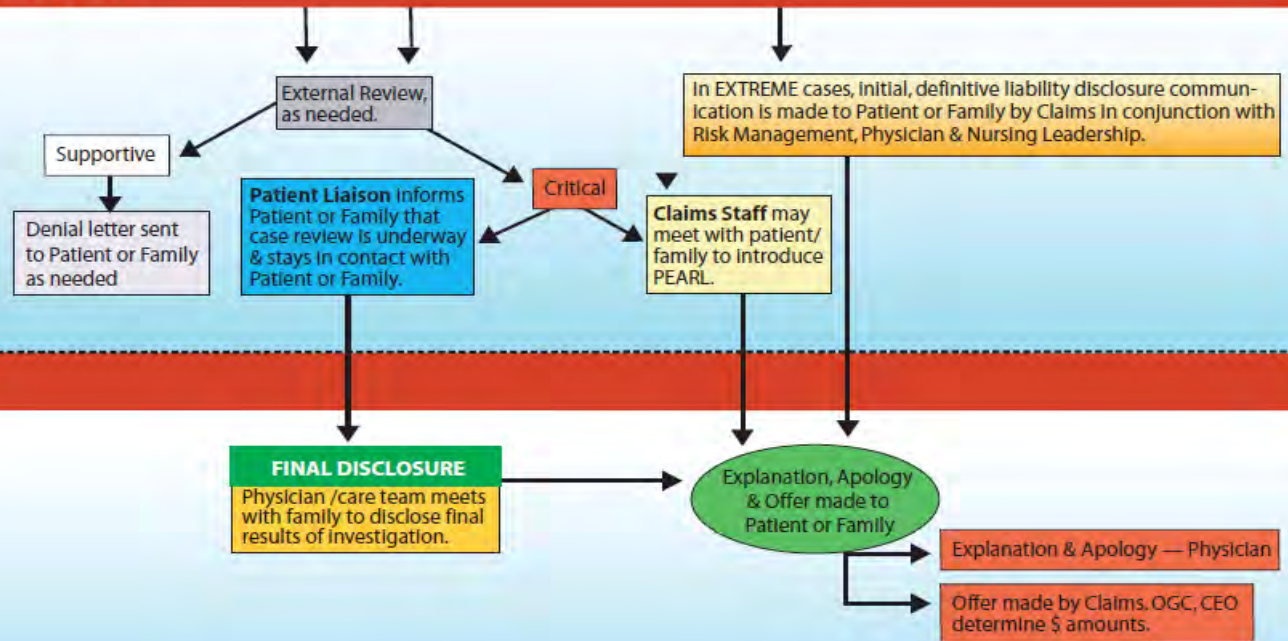 External Review,
as needed.
In EXTREME cases, initial, definitive liability disclosure commun-
ication is made to Patient or Family by Claims in conjunction with
Risk Management, Physician & Nursing Leadership.
Supportive
Critical
Denial letter sent
to Patient or Family
as needed
Patient Liaison informs
Patient or Family that
case review is underway
& stays in contact with
Patient or Family.
Claims Staff may
meet with patient/
family to introduce
PEARL.
FINAL DISCLOSURE
Physician /care team meets
with family to disclose final
results of investigation.
Explanation, Apology
& Offer made to
Patient or Family
Explanation & Apology — Physician
Offer made by Claims. OGC, CEO
determine $ amounts.